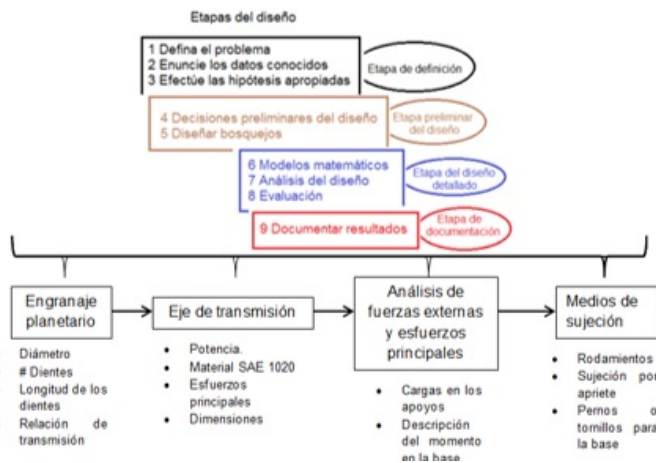 Etapas del diseño
1 Defina el problema
2 Enuncie los datos conocidos
3 Efectúe las hipótesis apropiadas
Etapa de definición
4 Decisiones preliminares del diseño
5 Diseñar bosquejos
Etapa preliminar
del diseño
6 Modelos matemáticos
7 Análisis del diseño
8 Evaluación
Etapa del diseño
detallado
9 Documentar resultados
Etapa de
documentación
Engranaje
planetario
Diámetro
# Dientes
Longitud de los
dientes
Relación de
transmisión
Eje de transmisión
• Potencia.
• Material SAE 1020
• Esfuerzos
principales
• Dimensiones
Análisis de
fuerzas externas
y esfuerzos
principales
• Cargas en los
apoyos
• Descripción
del momento
en la base
Medios de
sujeción
• Rodamientos
• Sujeción por
apriete
• Pernos o
tornillos para
la base